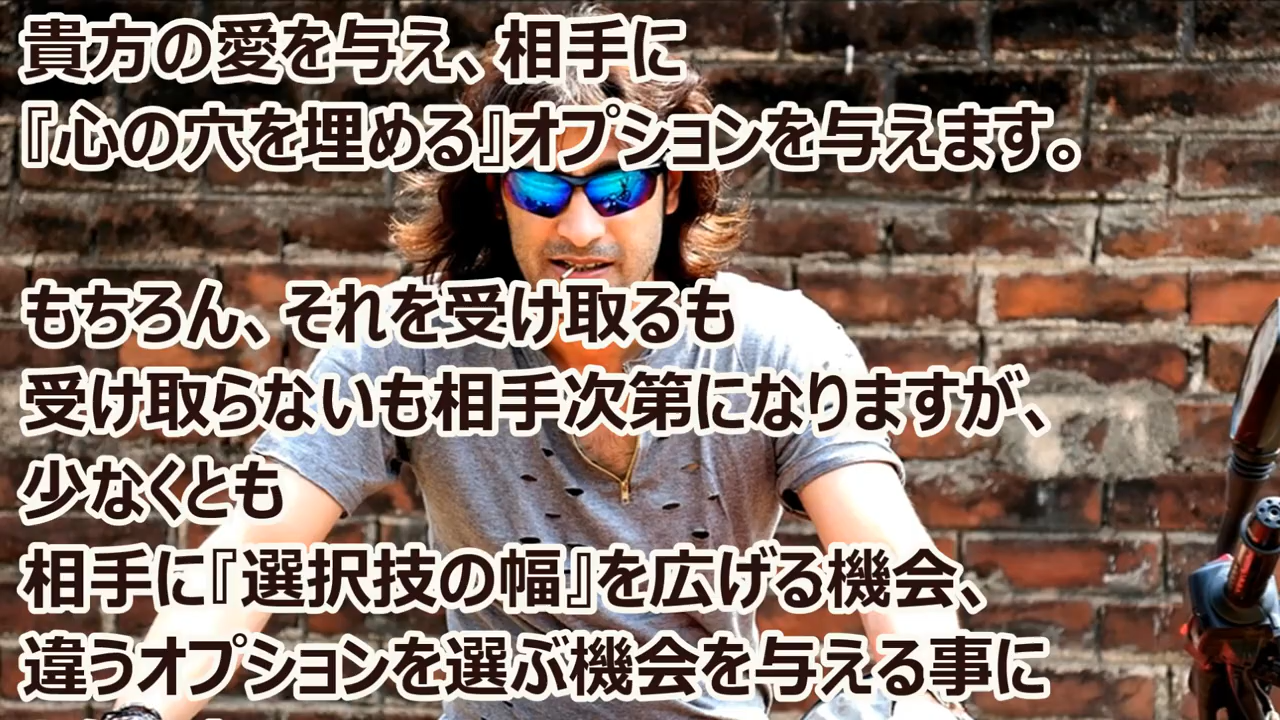 貴方の愛を与え、相手に
『心の穴を埋める』オプションを与えます。
もちろん、それを受け取るも
受け取らないも相手次第になりますが、
少なくとも
相手に『選択技の幅』を広げる機会、
違うオプションを選ぶ機会を与える事に